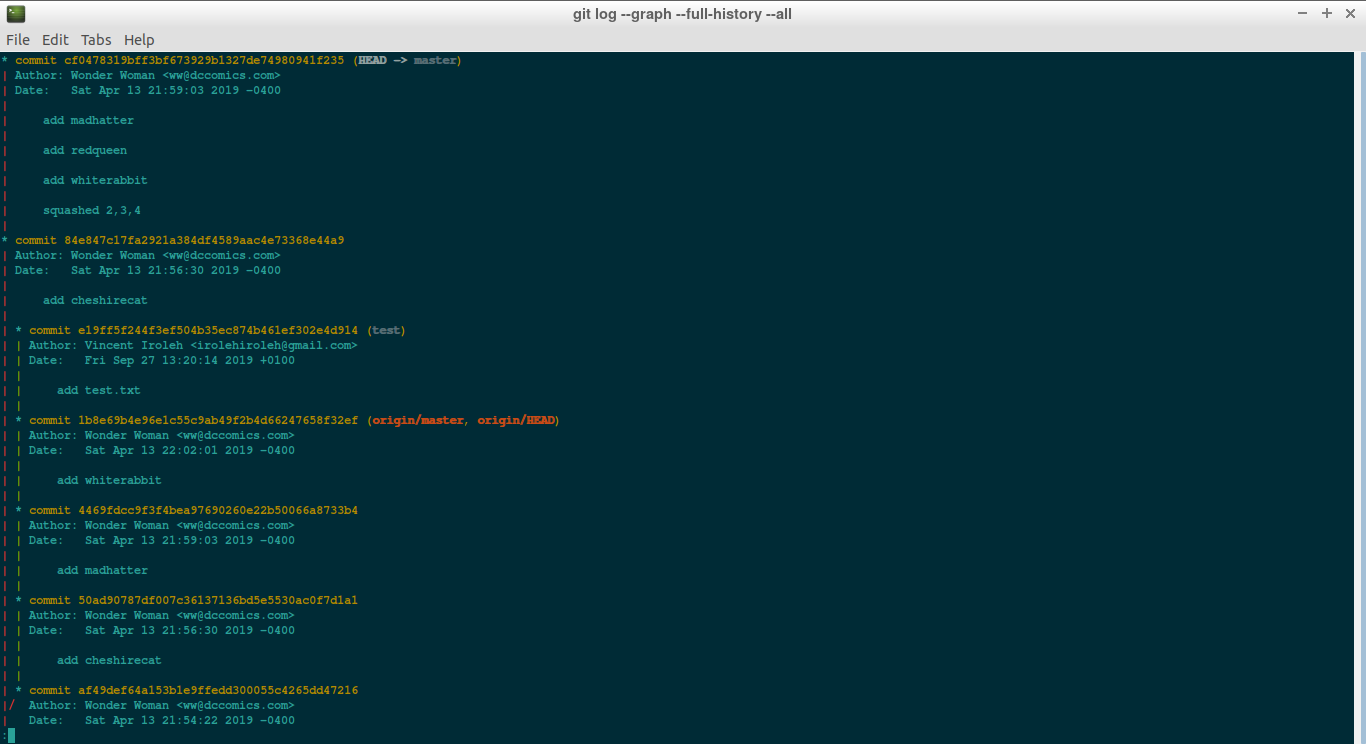 git log --graph --full-history --all
File Edit Tabs Help
* commit cf0478319bff3bf673929b1327de74980941f235 (HEAD -> master)
| Author: Wonder Woman <ww@dccomics.com>
| Date:   Sat Apr 13 21:59:03 2019 -0400
|
|     add madhatter
|
|     add redqueen
|
|     add whiterabbit
|
|     squashed 2,3,4
|
* commit 84e847c17fa2921a384df4589aac4e73368e44a9
| Author: Wonder Woman <ww@dccomics.com>
| Date:   Sat Apr 13 21:56:30 2019 -0400
|
|     add cheshirecat
|
| * commit e19ff5f244f3ef504b35ec874b461ef302e4d914 (test)
| | Author: Vincent Iroleh <irolehiroleh@gmail.com>
| | Date:   Fri Sep 27 13:20:14 2019 +0100
| |
| |     add test.txt
| |
| * commit 1b8e69b4e96e1c55c9ab49f2b4d66247658f32ef (origin/master, origin/HEAD)
| | Author: Wonder Woman <ww@dccomics.com>
| | Date:   Sat Apr 13 22:02:01 2019 -0400
| |
| |     add whiterabbit
| |
| * commit 4469fdcc9f3f4bea97690260e22b50066a8733b4
| | Author: Wonder Woman <ww@dccomics.com>
| | Date:   Sat Apr 13 21:59:03 2019 -0400
| |
| |     add madhatter
| |
| * commit 50ad90787df007c36137136bd5e5530ac0f7d1a1
| | Author: Wonder Woman <ww@dccomics.com>
| | Date:   Sat Apr 13 21:56:30 2019 -0400
| |
| |     add cheshirecat
| |
| * commit af49def64a153b1e9ffedd300055c4265dd47216
|/  Author: Wonder Woman <ww@dccomics.com>
|   Date:   Sat Apr 13 21:54:22 2019 -0400
: